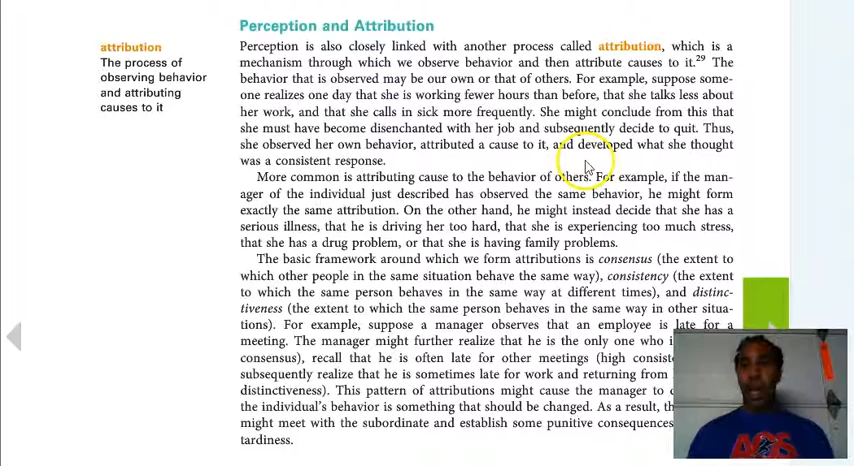 Perception and Attribution
attribution
The process of
observing behavior
and attributing
causes to it
Perception is also closely linked with another process called attribution, which is a
mechanism through which we observe behavior and then attribute causes to it.29 The
behavior that is observed may be our own or that of others. For example, suppose some-
one realizes one day that she is working fewer hours than before, that she talks less about
her work, and that she calls in sick more frequently. She might conclude from this that
she must have become disenchanted with her job and subsequently decide to quit. Thus,
she observed her own behavior, attributed a cause to it, and developed what she thought
was a consistent response.
More common is attributing cause to the behavior of others. For example, if the man-
ager of the individual just described has observed the same behavior, he might form
exactly the same attribution. On the other hand, he might instead decide that she has a
serious illness, that he is driving her too hard, that she is experiencing too much stress,
that she has a drug problem, or that she is having family problems.
The basic framework around which we form attributions is consensus (the extent to
which other people in the same situation behave the same way), consistency (the extent
to which the same person behaves in the same way at different times), and distinc-
tiveness (the extent to which the same person behaves in the same way in other situa-
tions). For example, suppose a manager observes that an employee is late for a
meeting. The manager might further realize that he is the only one who i
consensus), recall that he is often late for other meetings (high consist
subsequently realize that he is sometimes late for work and returning from
distinctiveness). This pattern of attributions might cause the manager to
the individual's behavior is something that should be changed. As a result, th
might meet with the subordinate and establish some punitive consequences
tardiness.